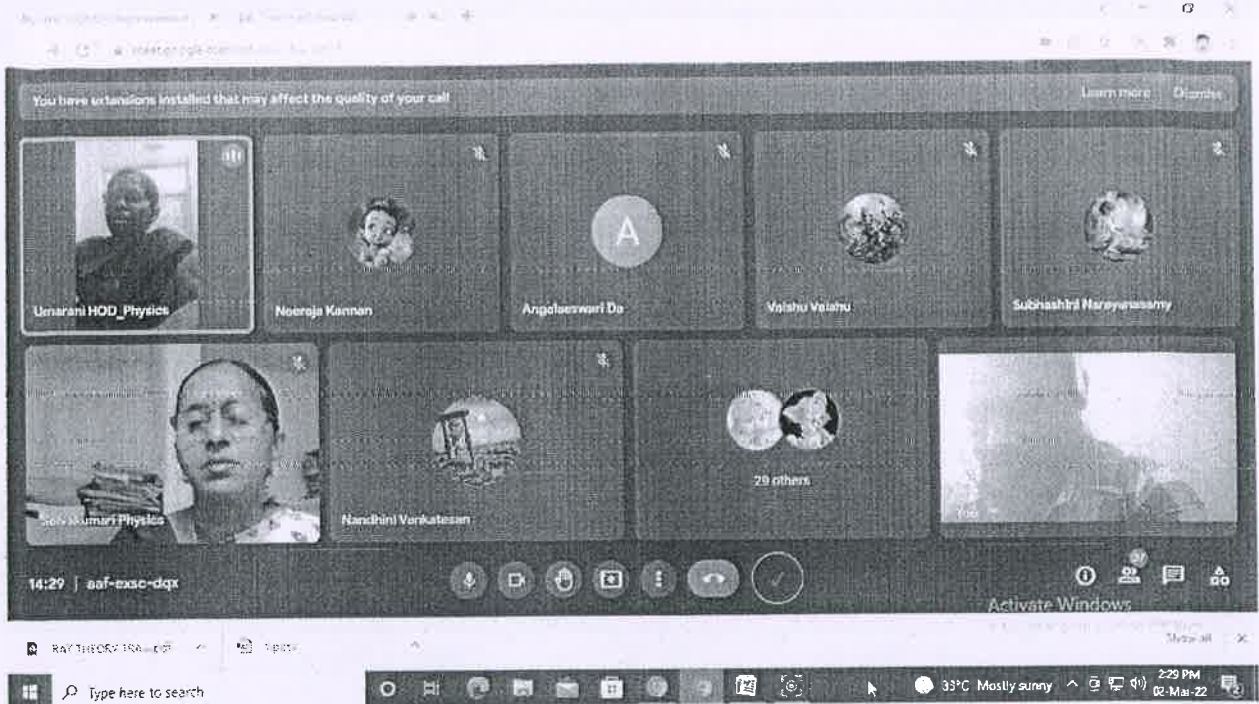 You have extensions installed that may affect the quality of your call
Learn more Dismiss
Umarani HOD_Physics
Neeraja Kannan
A
Angalaeswari Da
Vaishu Vaishu
Subhashini Narayanasamy
Physics
Nandhini Venkatesan
29 others
You
14:29 | aaf-exsc-dqx
37
Activate Windows
RAY THEORY
Show all
Type here to search
33°C Mostly sunny
2:29 PM
02-Mar-22
2